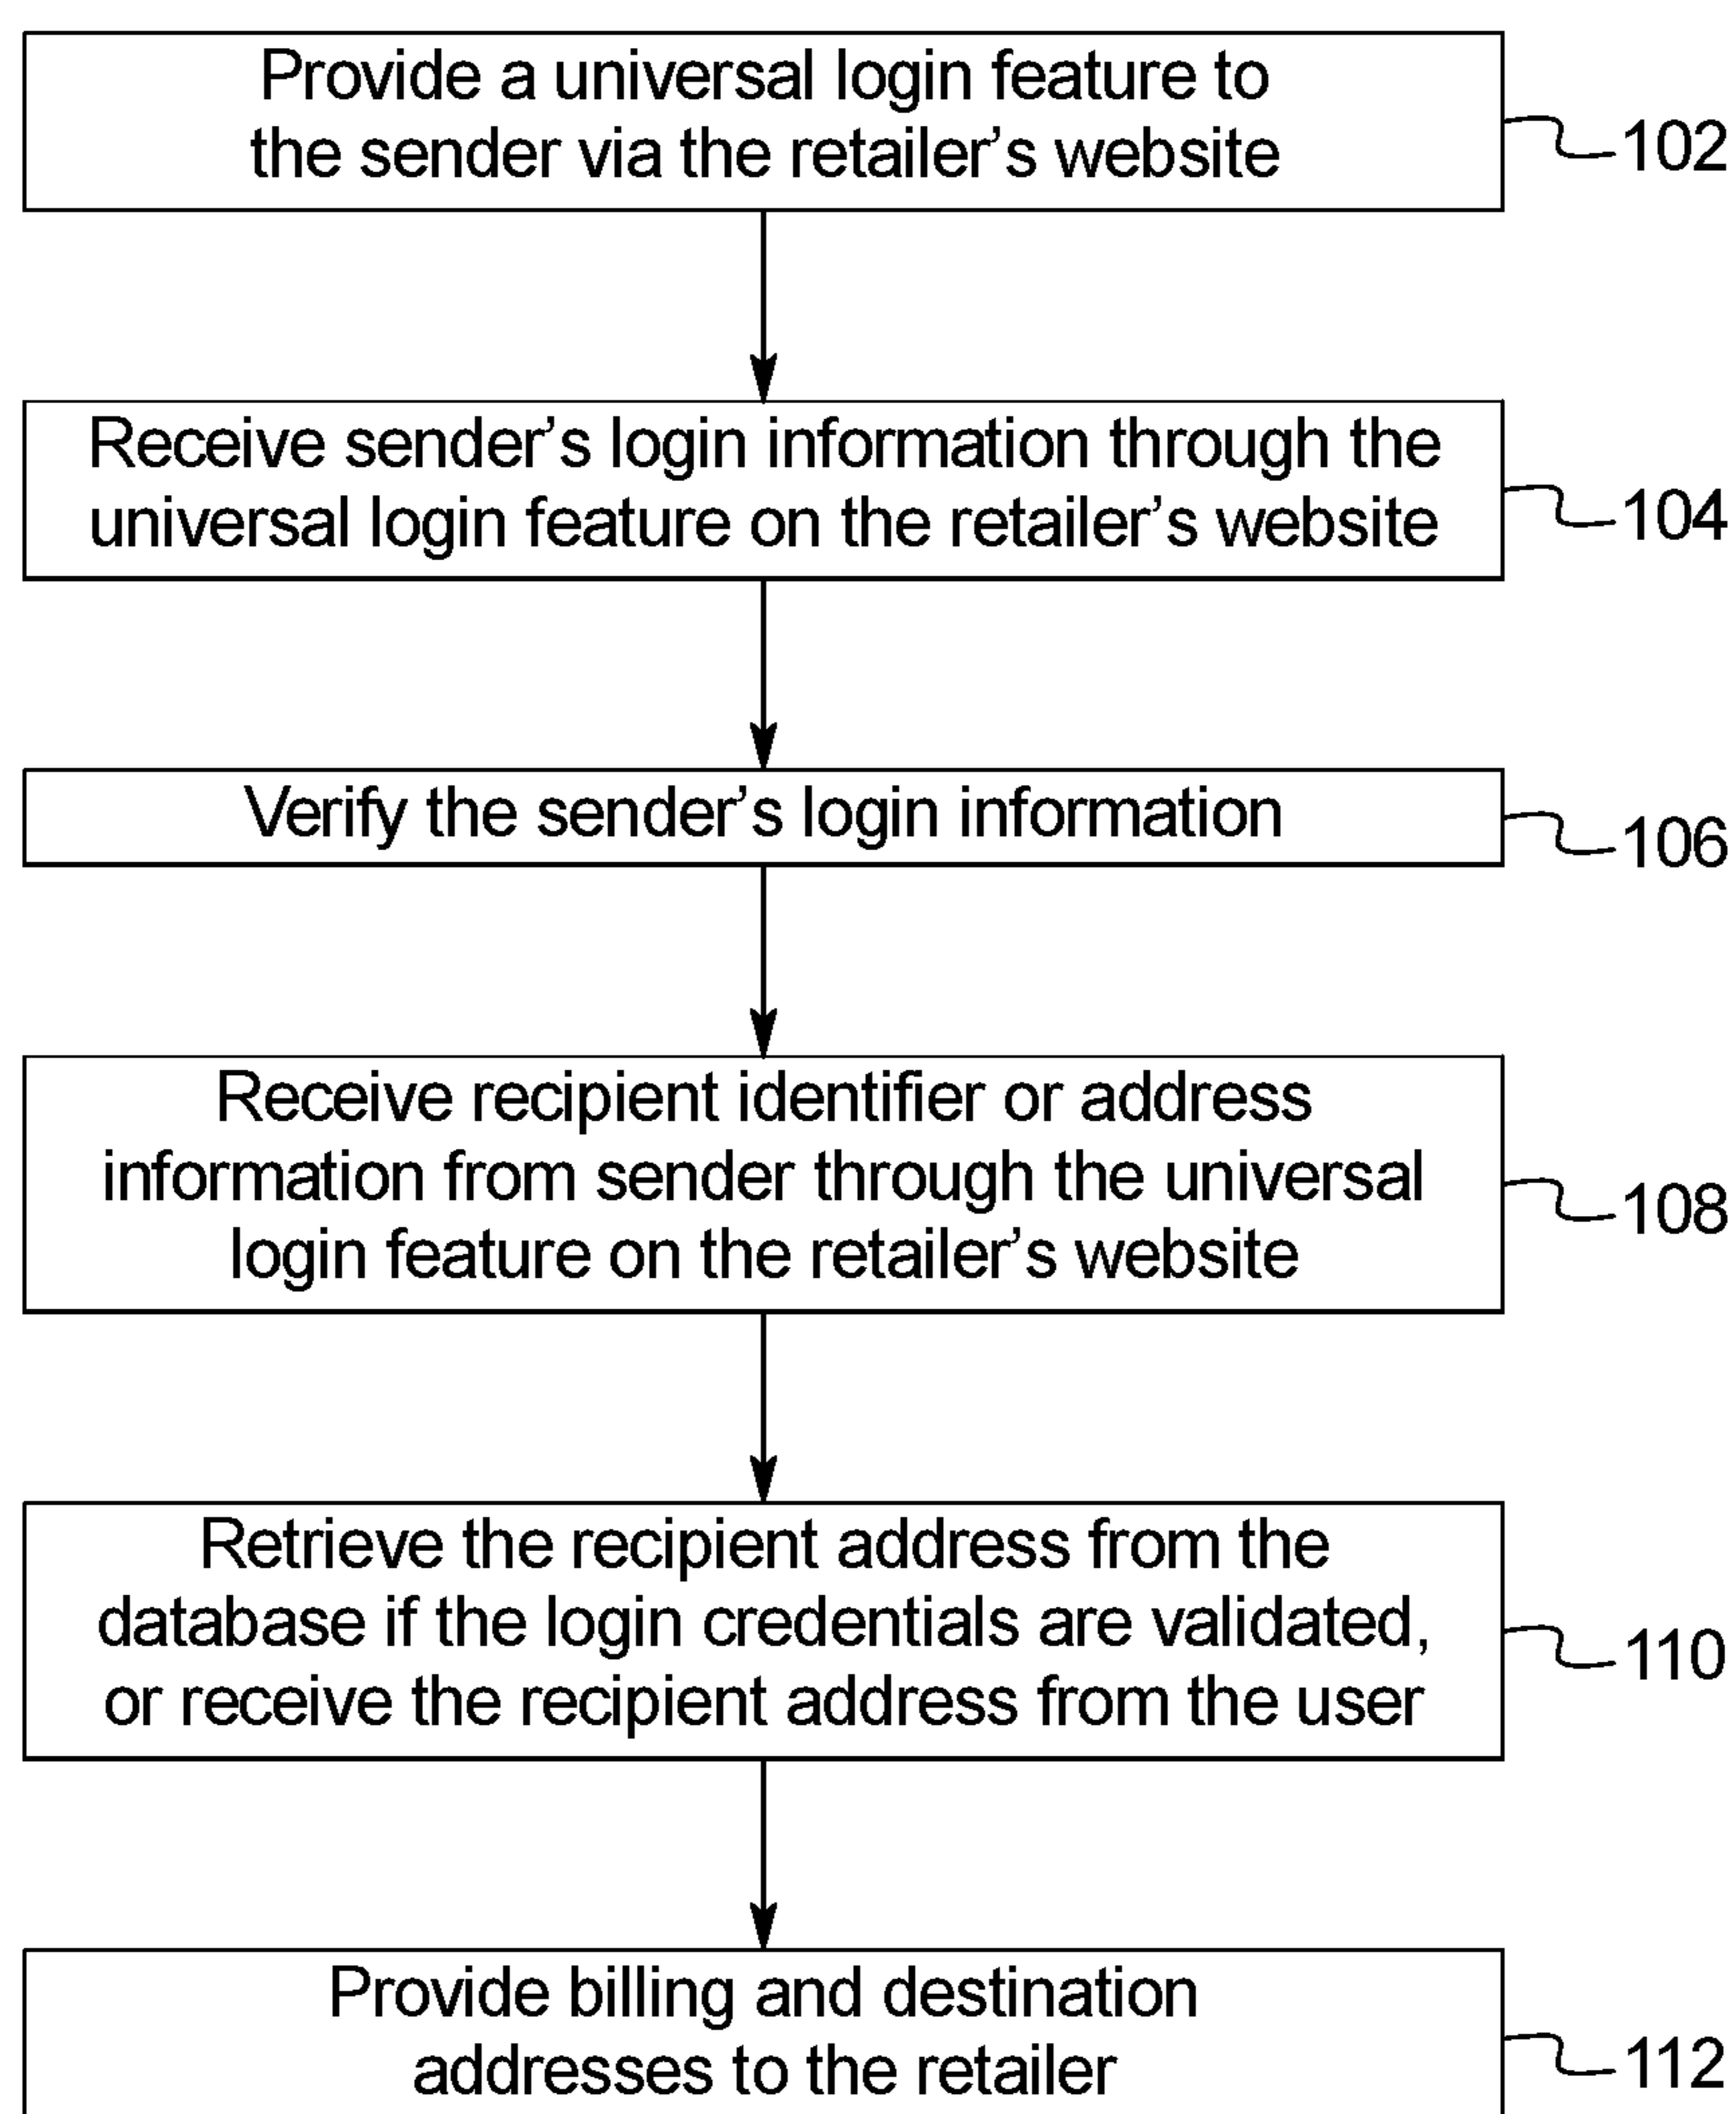 Provide a universal login feature to
the sender via the retailer's website
102
Receive sender's login information through the
universal login feature on the retailer's website
104
Verify the sender's login information
106
Receive recipient identifier or address
information from sender through the universal
login feature on the retailer's website
108
Retrieve the recipient address from the
database if the login credentials are validated,
or receive the recipient address from the user
110
Provide billing and destination
addresses to the retailer
112